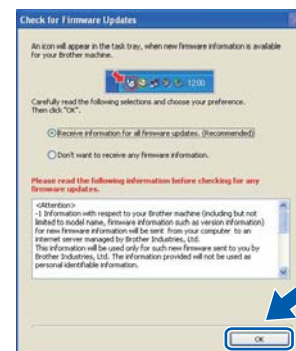 Check for Firmware Updates
An icon will appear in the task tray, when new firmware information is available
for your Brother machine.
1200
Carefully read the following selections and choose your preference.
Then click "OK".
Receive information for all firmware updates. (Recommended)
Don't want to receive any firmware information.
Please read the following information before checking for any
firmware updates.
<Attention>
-1 Information with respect to your Brother machine (including but not
limited to model name, firmware information such as version information)
for new firmware information will be sent from your computer to an
internet server managed by Brother Industries, Ltd.
This information will be used only for such new firmware sent to you by
Brother Industries, Ltd. The information provided will not be used as
personal identifiable information.
OK